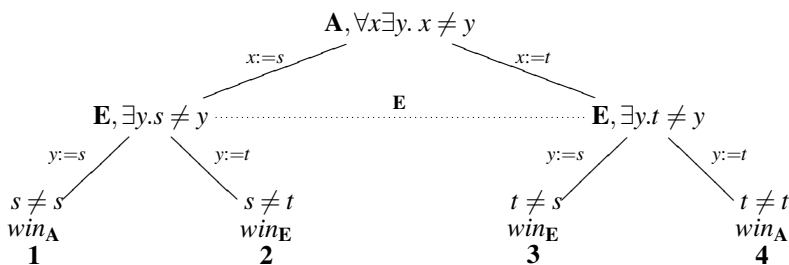 A, ∀x∃y. x ≠ y
x:=s x:=t
E, ∃y.s ≠ y E E, ∃y.t ≠ y
y:=s y:=t y:=s y:=t
s ≠ s s ≠ t t ≠ s t ≠ t
win_A win_E win_E win_A
1 2 3 4